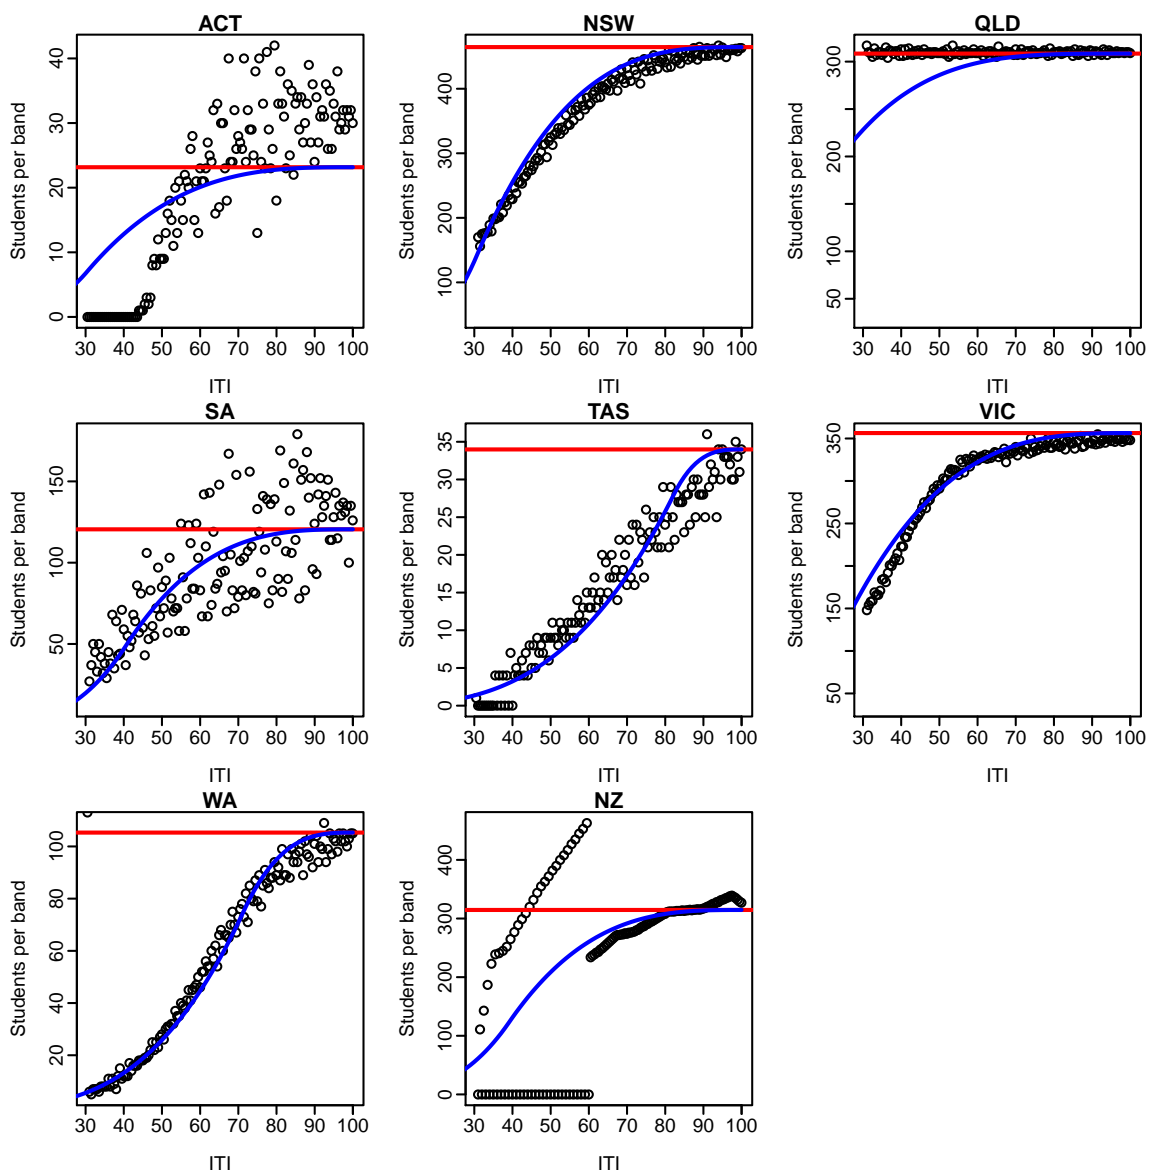 ACT
Students per band
0 10 20 30 40
30 40 50 60 70 80 90 100
ITI
NSW
Students per band
100 200 300 400
30 40 50 60 70 80 90 100
ITI
QLD
Students per band
50 100 200 300
30 40 50 60 70 80 90 100
ITI
SA
Students per band
50 100 150
30 40 50 60 70 80 90 100
ITI
TAS
Students per band
0 5 10 15 20 25 30 35
30 40 50 60 70 80 90 100
ITI
VIC
Students per band
50 150 250 350
30 40 50 60 70 80 90 100
ITI
WA
Students per band
20 40 60 80 100
30 40 50 60 70 80 90 100
ITI
NZ
Students per band
0 100 200 300 400
30 40 50 60 70 80 90 100
ITI